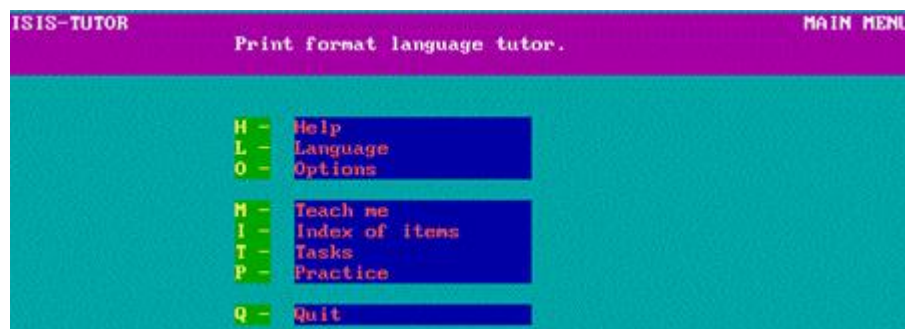 ISIS-TUTOR MAIN MENU
Print format language tutor.
H - Help
L - Language
O - Options
M - Teach me
I - Index of items
T - Tasks
P - Practice
Q - Quit